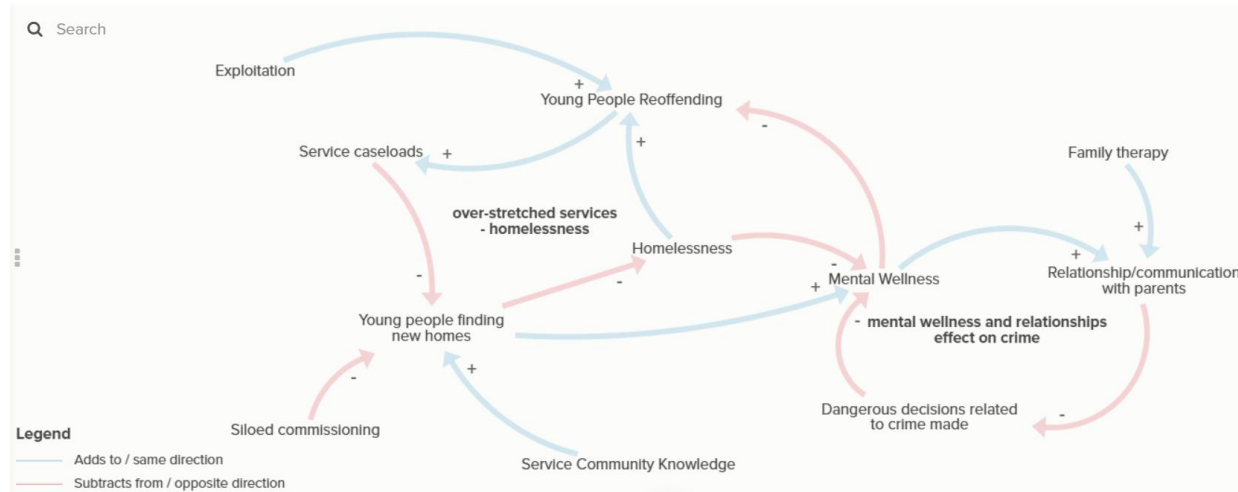 Search
Exploitation
+
Young People Reoffending
-
+
Service caseloads
+
Family therapy
over-stretched services
- homelessness
+
Homelessness
-
+
-
Mental Wellness
+
Relationship/communication
with parents
-
Young people finding
new homes
- mental wellness and relationships
effect on crime
+
-
Dangerous decisions related
to crime made
-
Siloed commissioning
Service Community Knowledge
Legend
Adds to / same direction
Subtracts from / opposite direction